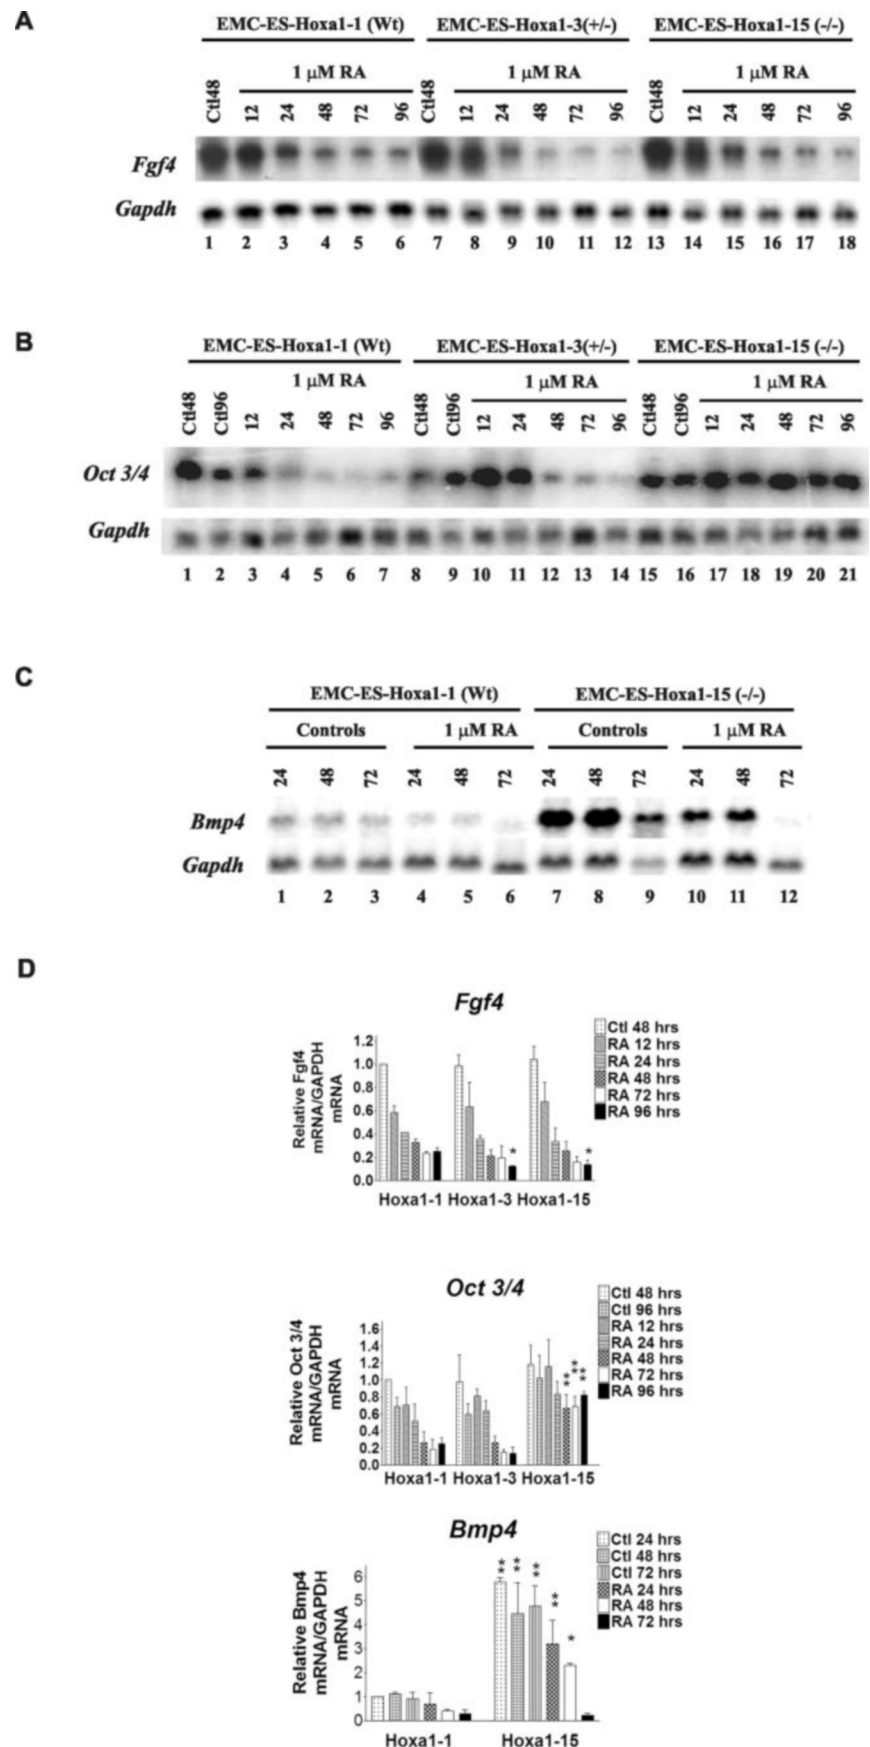 A
EMC-ES-Hoxa1-1 (Wt) EMC-ES-Hoxa1-3(+/-) EMC-ES-Hoxa1-15 (-/-)
1 µM RA 1 µM RA 1 µM RA
Ctl48 12 24 48 72 96 Ctl48 12 24 48 72 96 Ctl48 12 24 48 72 96
Fgf4
Gapdh
1 2 3 4 5 6 7 8 9 10 11 12 13 14 15 16 17 18
B
EMC-ES-Hoxa1-1 (Wt) EMC-ES-Hoxa1-3(+/-) EMC-ES-Hoxa1-15 (-/-)
1 µM RA 1 µM RA 1 µM RA
Ctl48 Ctl96 12 24 48 72 96 Ctl48 Ctl96 12 24 48 72 96 Ctl48 Ctl96 12 24 48 72 96
Oct 3/4
Gapdh
1 2 3 4 5 6 7 8 9 10 11 12 13 14 15 16 17 18 19 20 21
C
EMC-ES-Hoxa1-1 (Wt) EMC-ES-Hoxa1-15 (-/-)
Controls 1 µM RA Controls 1 µM RA
24 48 72 24 48 72 24 48 72 24 48 72
Bmp4
Gapdh
1 2 3 4 5 6 7 8 9 10 11 12
D
Fgf4
Relative Fgf4
mRNA/GAPDH
mRNA
1.2
1.0
0.8
0.6
0.4
0.2
0.0
* *
Hoxa1-1 Hoxa1-3 Hoxa1-15
Ctl 48 hrs
RA 12 hrs
RA 24 hrs
RA 48 hrs
RA 72 hrs
RA 96 hrs
Oct 3/4
Relative Oct 3/4
mRNA/GAPDH
mRNA
1.6
1.4
1.2
1.0
0.8
0.6
0.4
0.2
0.0
** ** **
Hoxa1-1 Hoxa1-3 Hoxa1-15
Ctl 48 hrs
Ctl 96 hrs
RA 12 hrs
RA 24 hrs
RA 48 hrs
RA 72 hrs
RA 96 hrs
Bmp4
Relative Bmp4
mRNA/GAPDH
mRNA
6
5
4
3
2
1
0
** ** ** ** *
Hoxa1-1 Hoxa1-15
Ctl 24 hrs
Ctl 48 hrs
Ctl 72 hrs
RA 24 hrs
RA 48 hrs
RA 72 hrs